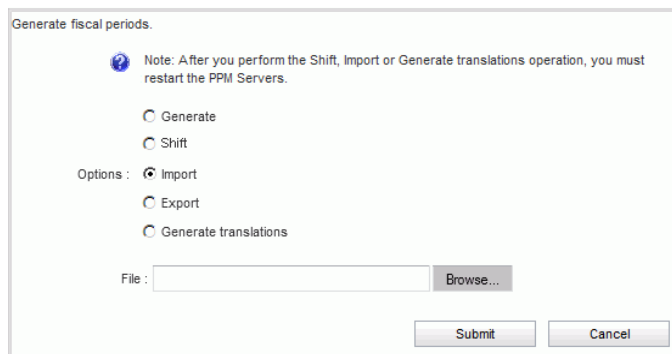 Generate fiscal periods.
Note: After you perform the Shift, Import or Generate translations operation, you must
restart the PPM Servers.
Generate
Shift
Options : Import
Export
Generate translations
File : Browse...
Submit Cancel